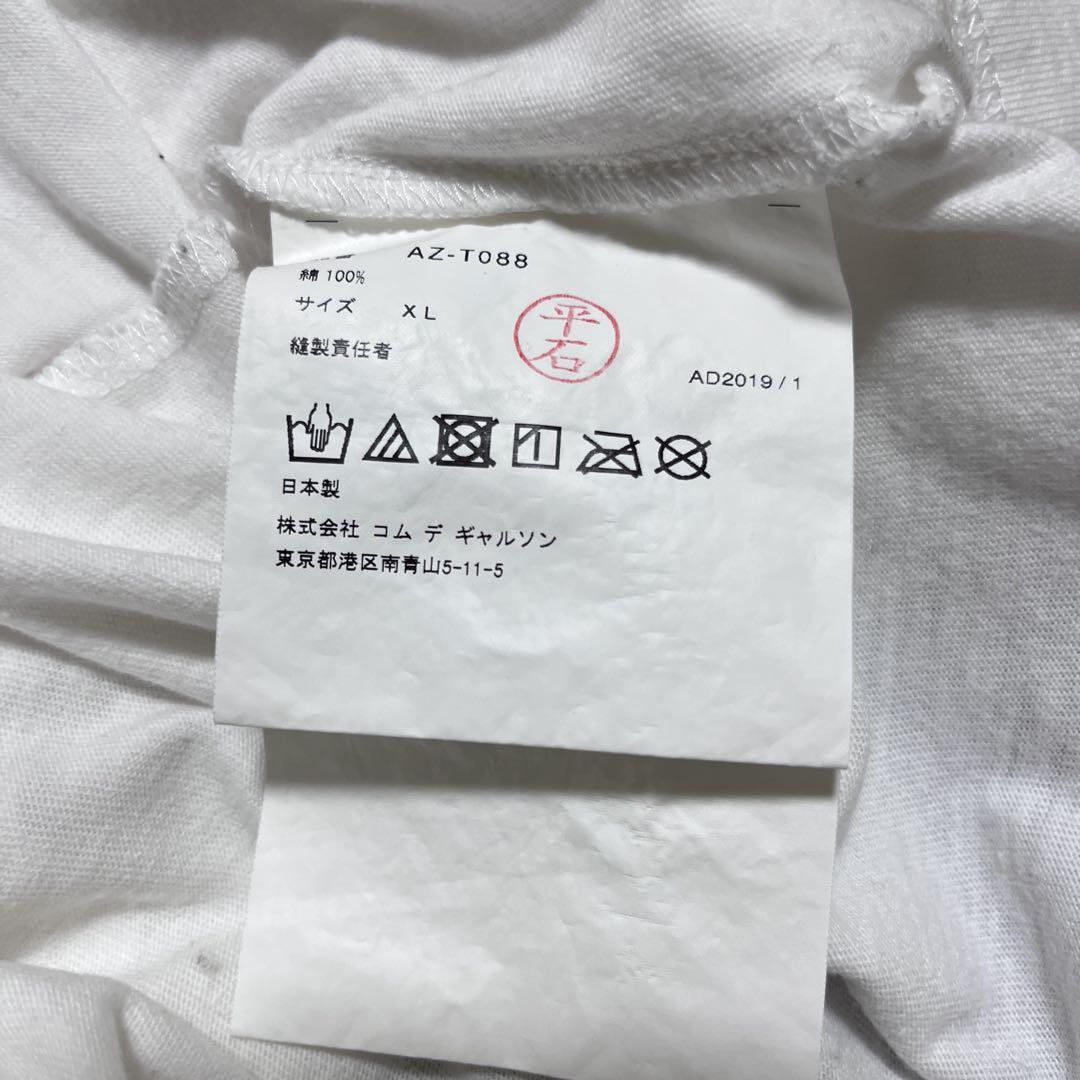 AZ-T088
綿 100%
サイズ XL
縫製責任者
平石
AD2019 / 1
日本製
株式会社 コム デ ギャルソン
東京都港区南青山5-11-5